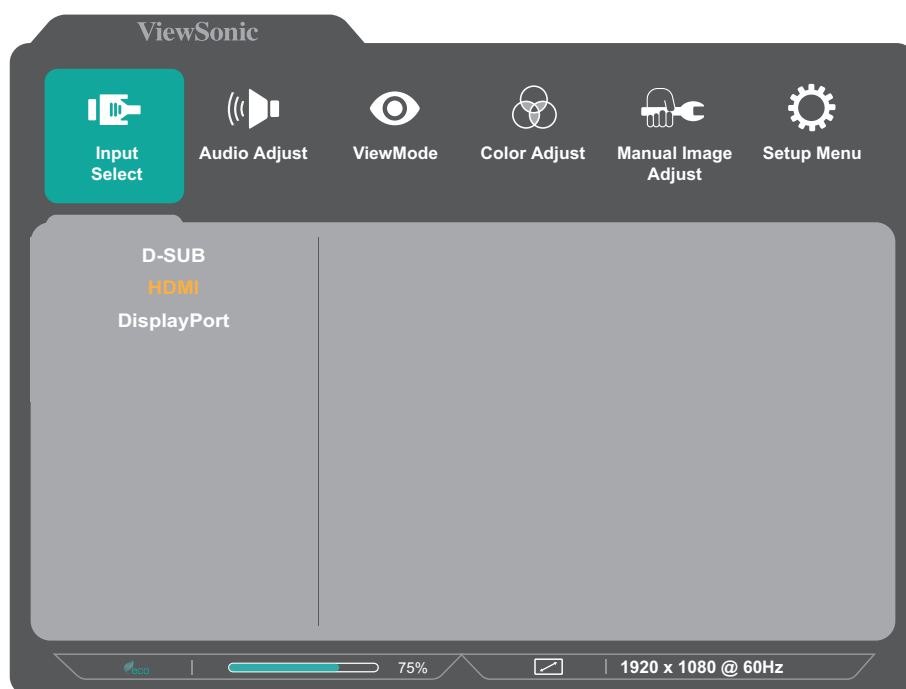 ViewSonic
Input
Select
Audio Adjust
ViewMode
Color Adjust
Manual Image
Adjust
Setup Menu
D-SUB
HDMI
DisplayPort
eco
75%
1920 x 1080 @ 60Hz